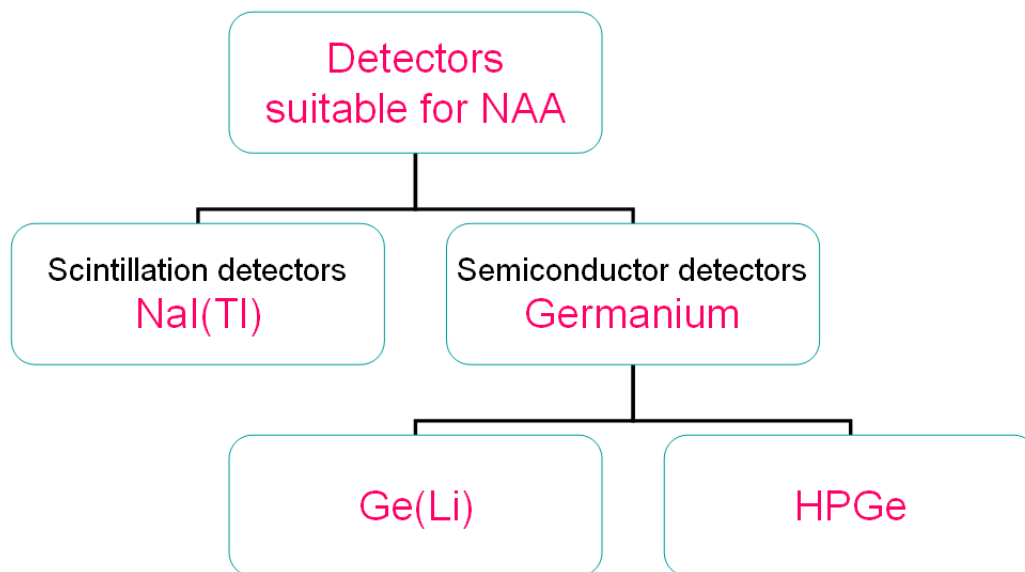 Detectors
suitable for NAA
Scintillation detectors
NaI(Tl)
Semiconductor detectors
Germanium
Ge(Li)
HPGe